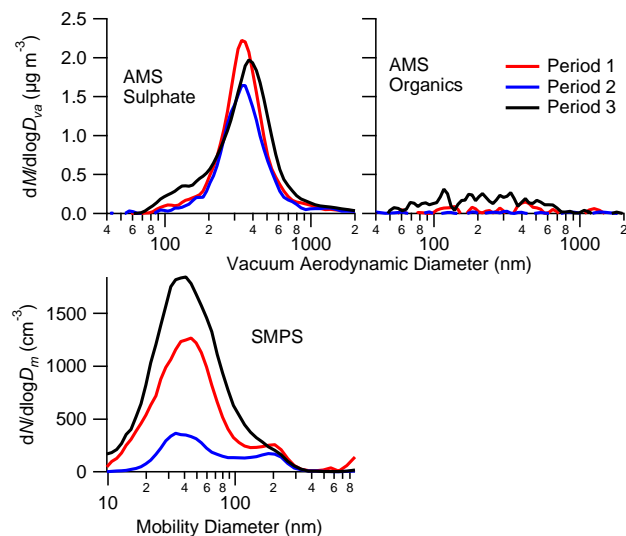 2.5
2.0
1.5
1.0
0.5
0.0
dM/dlogDva (µg m-3)
AMS
Sulphate
AMS
Organics
Period 1
Period 2
Period 3
4 6 8 100 2 4 6 8 1000 2
4 6 8 100 2 4 6 8 1000 2
Vacuum Aerodynamic Diameter (nm)
1500
1000
500
0
dN/dlogDm (cm-3)
SMPS
10 2 4 6 8 100 2 4 6 8
Mobility Diameter (nm)